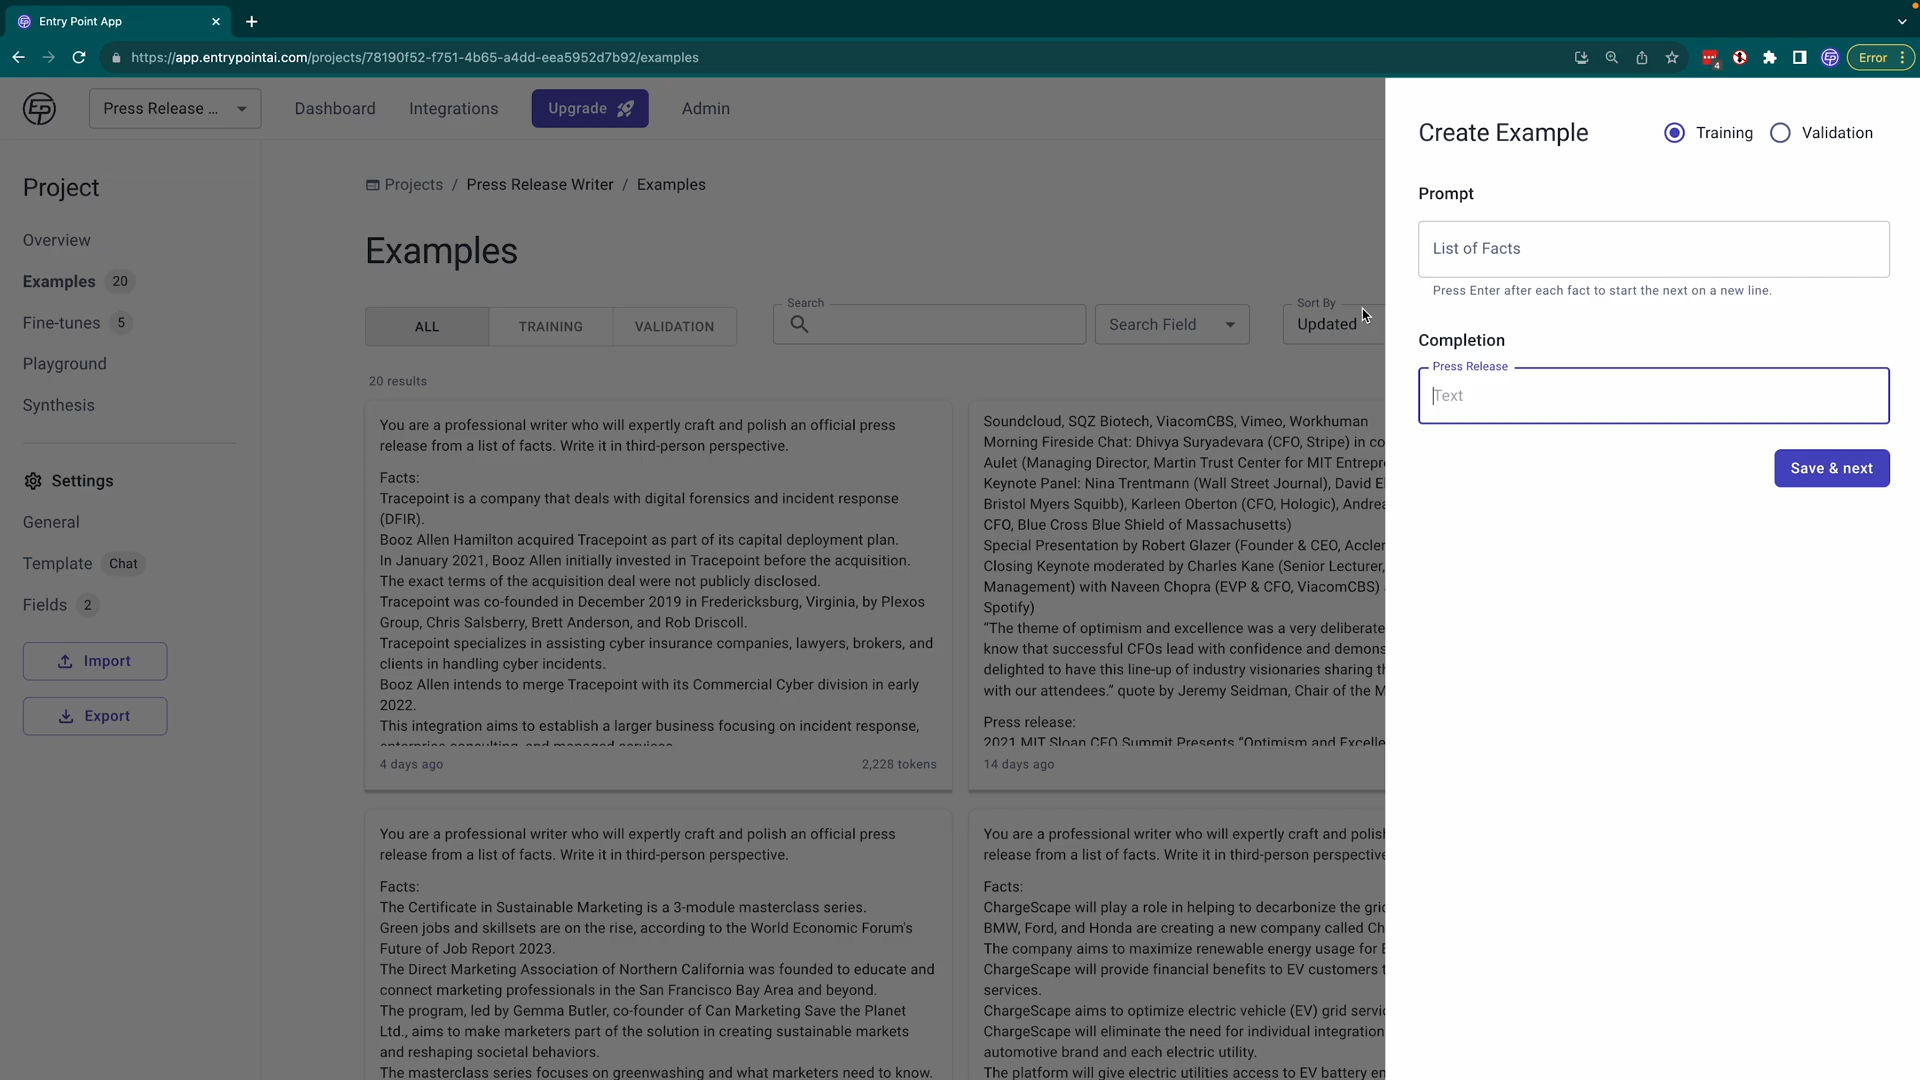 Entry Point App
https://app.entrypointai.com/projects/78190f52-f751-4b65-a4dd-eea5952d7b92/examples
4
Error
EP
Press Release ...
Dashboard
Integrations
Upgrade
Admin
Project
Overview
Examples 20
Fine-tunes 5
Playground
Synthesis
Settings
General
Template Chat
Fields 2
Import
Export
Projects / Press Release Writer / Examples
Examples
ALL
TRAINING
VALIDATION
Search
Search Field
Sort By
Updated
20 results
You are a professional writer who will expertly craft and polish an official press
release from a list of facts. Write it in third-person perspective.
Facts:
Tracepoint is a company that deals with digital forensics and incident response
(DFIR).
Booz Allen Hamilton acquired Tracepoint as part of its capital deployment plan.
In January 2021, Booz Allen initially invested in Tracepoint before the acquisition.
The exact terms of the acquisition deal were not publicly disclosed.
Tracepoint was co-founded in December 2019 in Fredericksburg, Virginia, by Plexos
Group, Chris Salsberry, Brett Anderson, and Rob Driscoll.
Tracepoint specializes in assisting cyber insurance companies, lawyers, brokers, and
clients in handling cyber incidents.
Booz Allen intends to merge Tracepoint with its Commercial Cyber division in early
2022.
This integration aims to establish a larger business focusing on incident response,
enterprise consulting, and managed services.
4 days ago
2,228 tokens
Soundcloud, SQZ Biotech, ViacomCBS, Vimeo, Workhuman
Morning Fireside Chat: Dhivya Suryadevara (CFO, Stripe) in co
Aulet (Managing Director, Martin Trust Center for MIT Entrepre
Keynote Panel: Nina Trentmann (Wall Street Journal), David E
Bristol Myers Squibb), Karleen Oberton (CFO, Hologic), Andrea
CFO, Blue Cross Blue Shield of Massachusetts)
Special Presentation by Robert Glazer (Founder & CEO, Accler
Closing Keynote moderated by Charles Kane (Senior Lecturer,
Management) with Naveen Chopra (EVP & CFO, ViacomCBS)
Spotify)
“The theme of optimism and excellence was a very deliberate
know that successful CFOs lead with confidence and demons
delighted to have this line-up of industry visionaries sharing th
with our attendees.” quote by Jeremy Seidman, Chair of the M
Press release:
2021 MIT Sloan CFO Summit Presents “Optimism and Excelle
14 days ago
You are a professional writer who will expertly craft and polish an official press
release from a list of facts. Write it in third-person perspective.
Facts:
The Certificate in Sustainable Marketing is a 3-module masterclass series.
Green jobs and skillsets are on the rise, according to the World Economic Forum's
Future of Job Report 2023.
The Direct Marketing Association of Northern California was founded to educate and
connect marketing professionals in the San Francisco Bay Area and beyond.
The program, led by Gemma Butler, co-founder of Can Marketing Save the Planet
Ltd., aims to make marketers part of the solution in creating sustainable markets
and reshaping societal behaviors.
The masterclass series focuses on greenwashing and what marketers need to know.
You are a professional writer who will expertly craft and polish
release from a list of facts. Write it in third-person perspective
Facts:
ChargeScape will play a role in helping to decarbonize the grid
BMW, Ford, and Honda are creating a new company called Ch
The company aims to maximize renewable energy usage for E
ChargeScape will provide financial benefits to EV customers t
services.
ChargeScape aims to optimize electric vehicle (EV) grid servic
ChargeScape will eliminate the need for individual integration
automotive brand and each electric utility.
The platform will give electric utilities access to EV battery en
Create Example
Training
Validation
Prompt
List of Facts
Press Enter after each fact to start the next on a new line.
Completion
Press Release
Text
Save & next